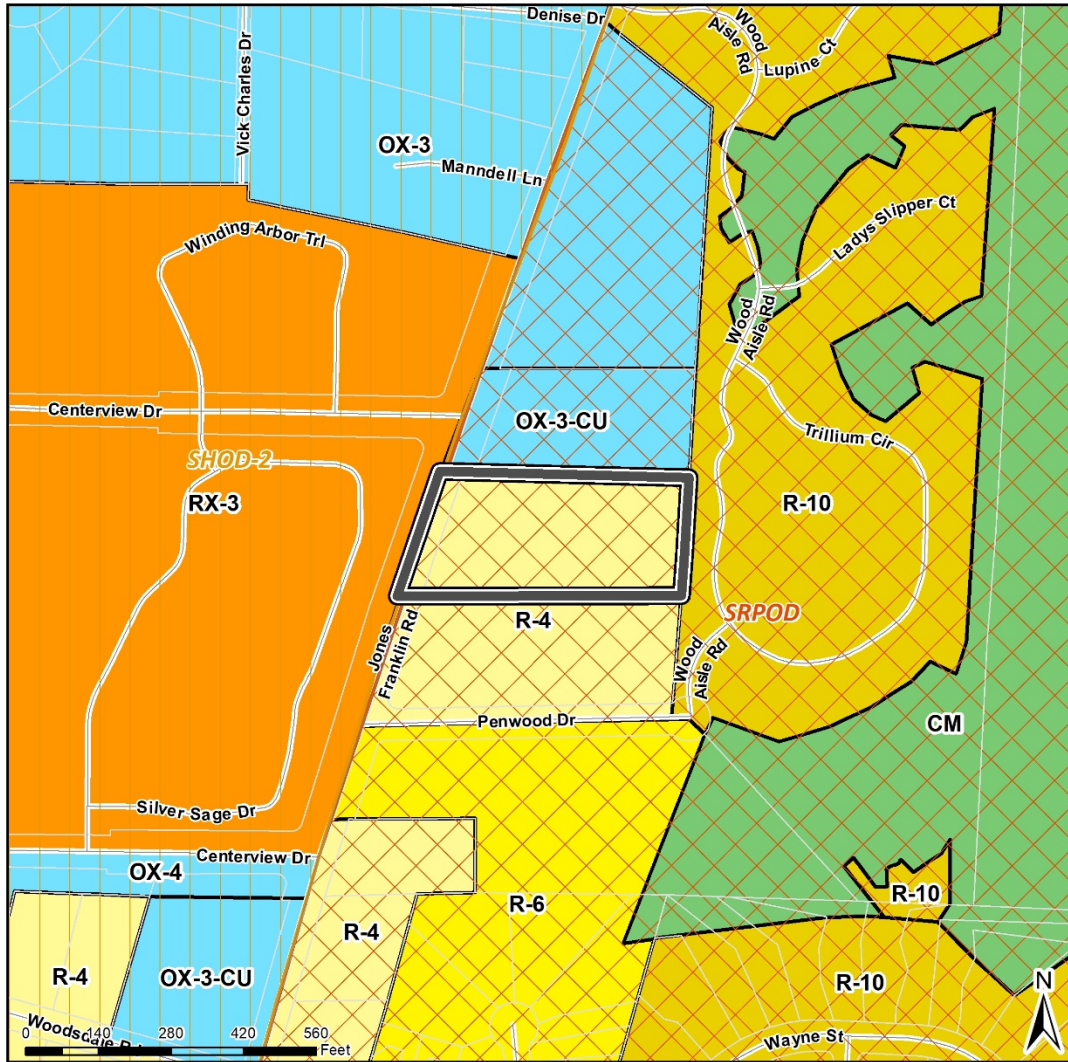 Denise Dr
Wood
Aisle Rd
Lupine Ct
Vick Charles Dr
OX-3
Manndell Ln
Winding Arbor Trl
Ladys Slipper Ct
Wood
Aisle Rd
Centerview Dr
OX-3-CU
Trillium Cir
SHOD-2
RX-3
R-10
SRPOD
R-4
Jones
Franklin Rd
Wood
Aisle Rd
Penwood Dr
CM
Silver Sage Dr
Centerview Dr
OX-4
R-10
R-6
R-4
R-4
OX-3-CU
R-10
N
Woodsdale
0 140 280 420 560
Feet
Wayne St